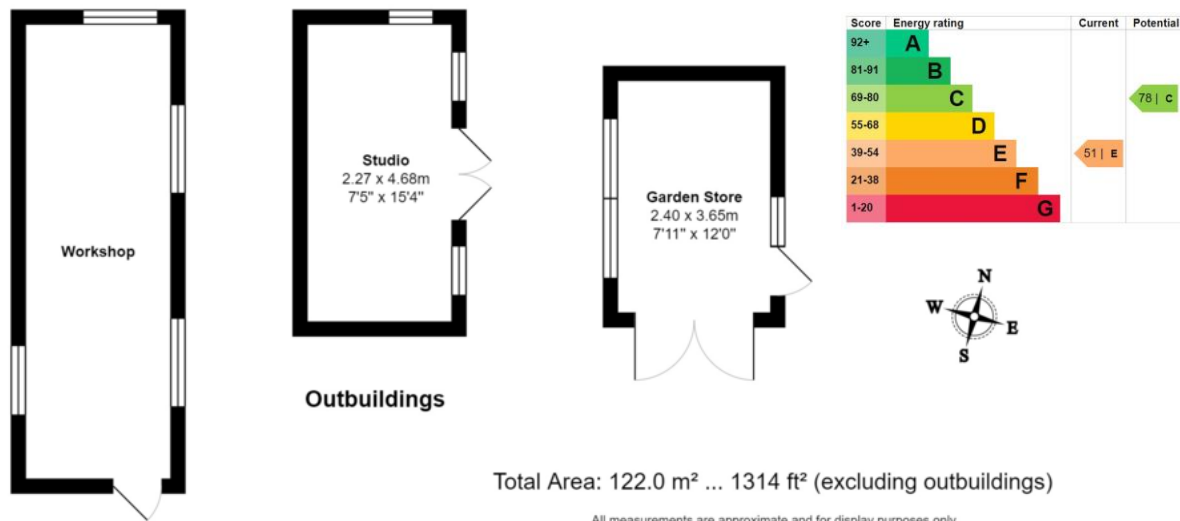 Workshop
Studio
2.27 x 4.68m
7'5" x 15'4"
Outbuildings
Garden Store
2.40 x 3.65m
7'11" x 12'0"
Score Energy rating Current Potential
92+ A
81-91 B
69-80 C 78 | C
55-68 D
39-54 E 51 | E
21-38 F
1-20 G
N
W
E
S
Total Area: 122.0 m² ... 1314 ft² (excluding outbuildings)
All measurements are approximate and for display purposes only